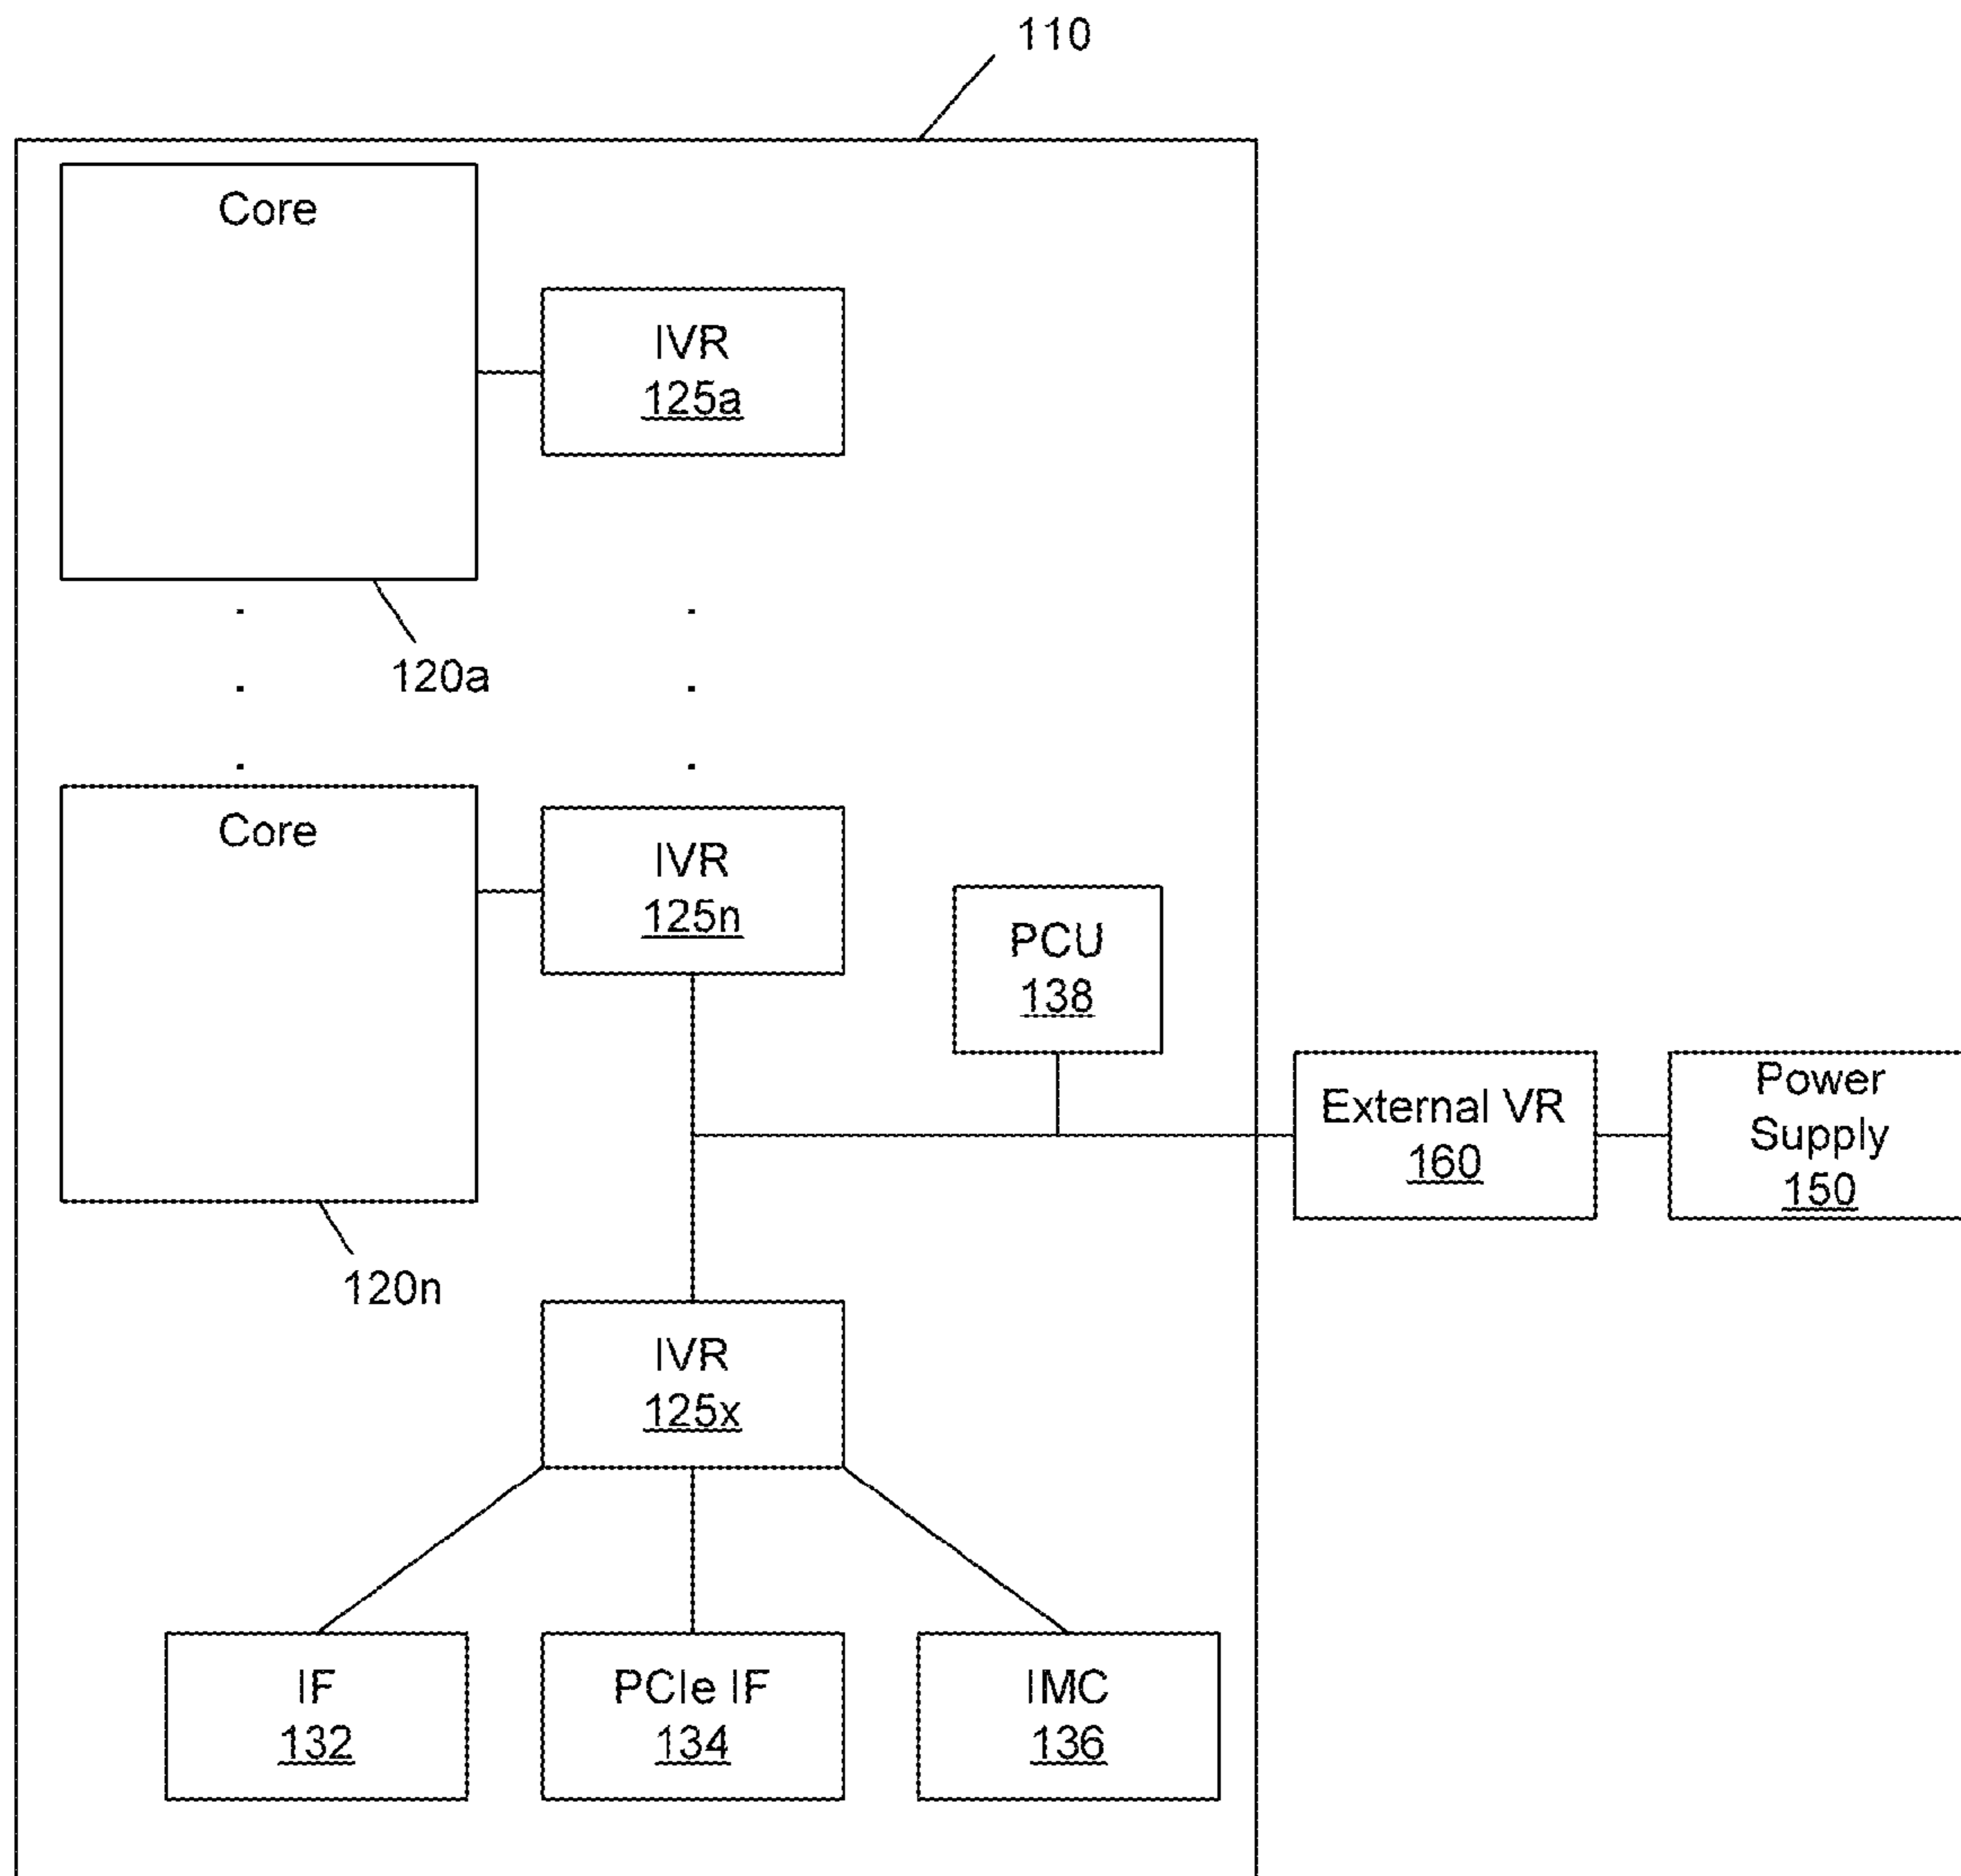 110
Core
IVR
125a
120a
Core
IVR
125n
PCU
138
External VR
160
Power
Supply
150
120n
IVR
125x
IF
132
PCIe IF
134
IMC
136